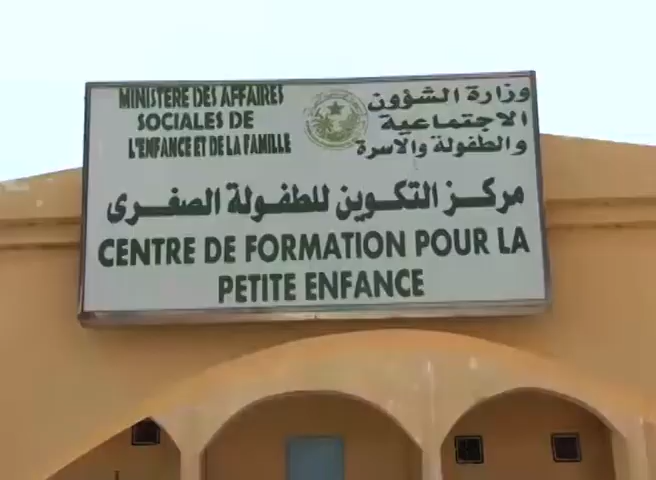 MINISTERE DES AFFAIRES
SOCIALES DE
L'ENFANCE ET DE LA FAMILLE
وزارة الشؤون
الاجتماعية
والطفولة والاسرة
مركز التكوين للطفولة الصغرى
CENTRE DE FORMATION POUR LA
PETITE ENFANCE